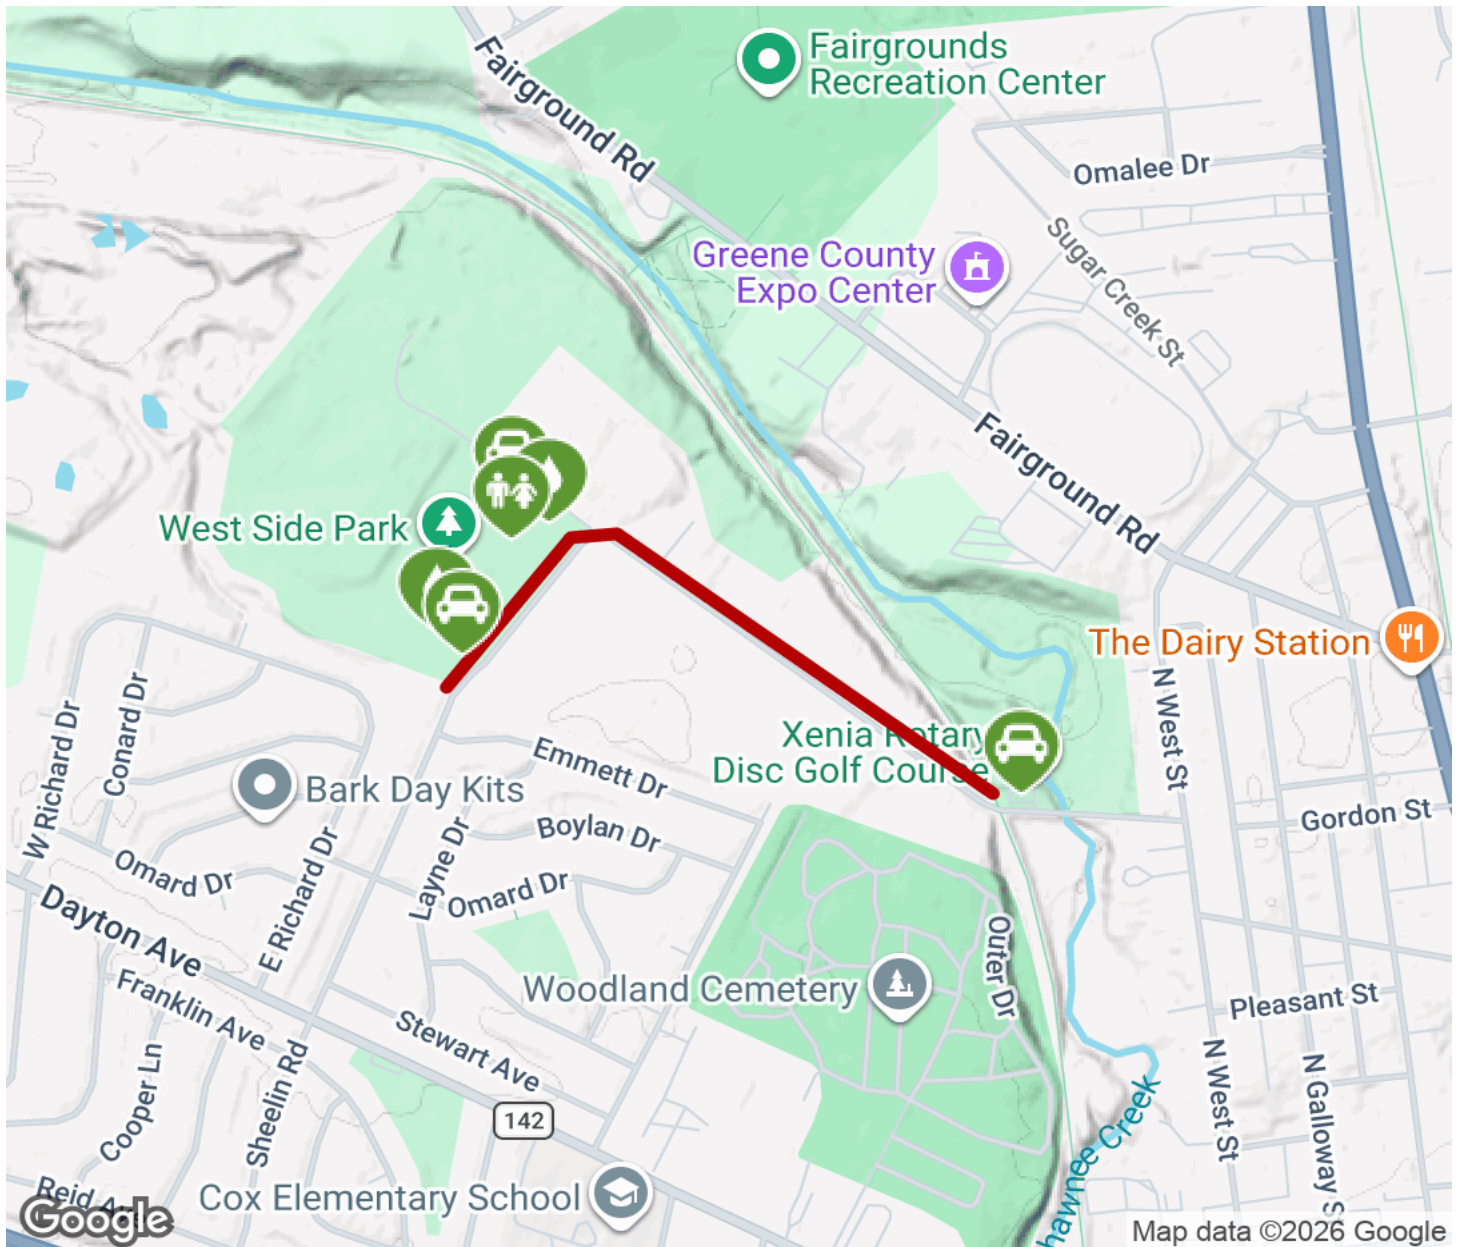 Fairgrounds
Recreation Center
Fairground Rd
Omalee Dr
Sugar Creek St
Greene County
Expo Center
Fairground Rd
West Side Park
The Dairy Station
N West St
W Richard Dr
Conard Dr
Xenia Rotary
Disc Golf Course
Emmett Dr
Bark Day Kits
Boylan Dr
Gordon St
Omard Dr
Layne Dr
Omard Dr
E Richard Dr
Dayton Ave
Outer Dr
Woodland Cemetery
Franklin Ave
Stewart Ave
Pleasant St
Cooper Ln
Sheelin Rd
142
N West St
N Galloway S
hawnee Creek
Reid Ave
Cox Elementary School
Google
Map data ©2026 Google